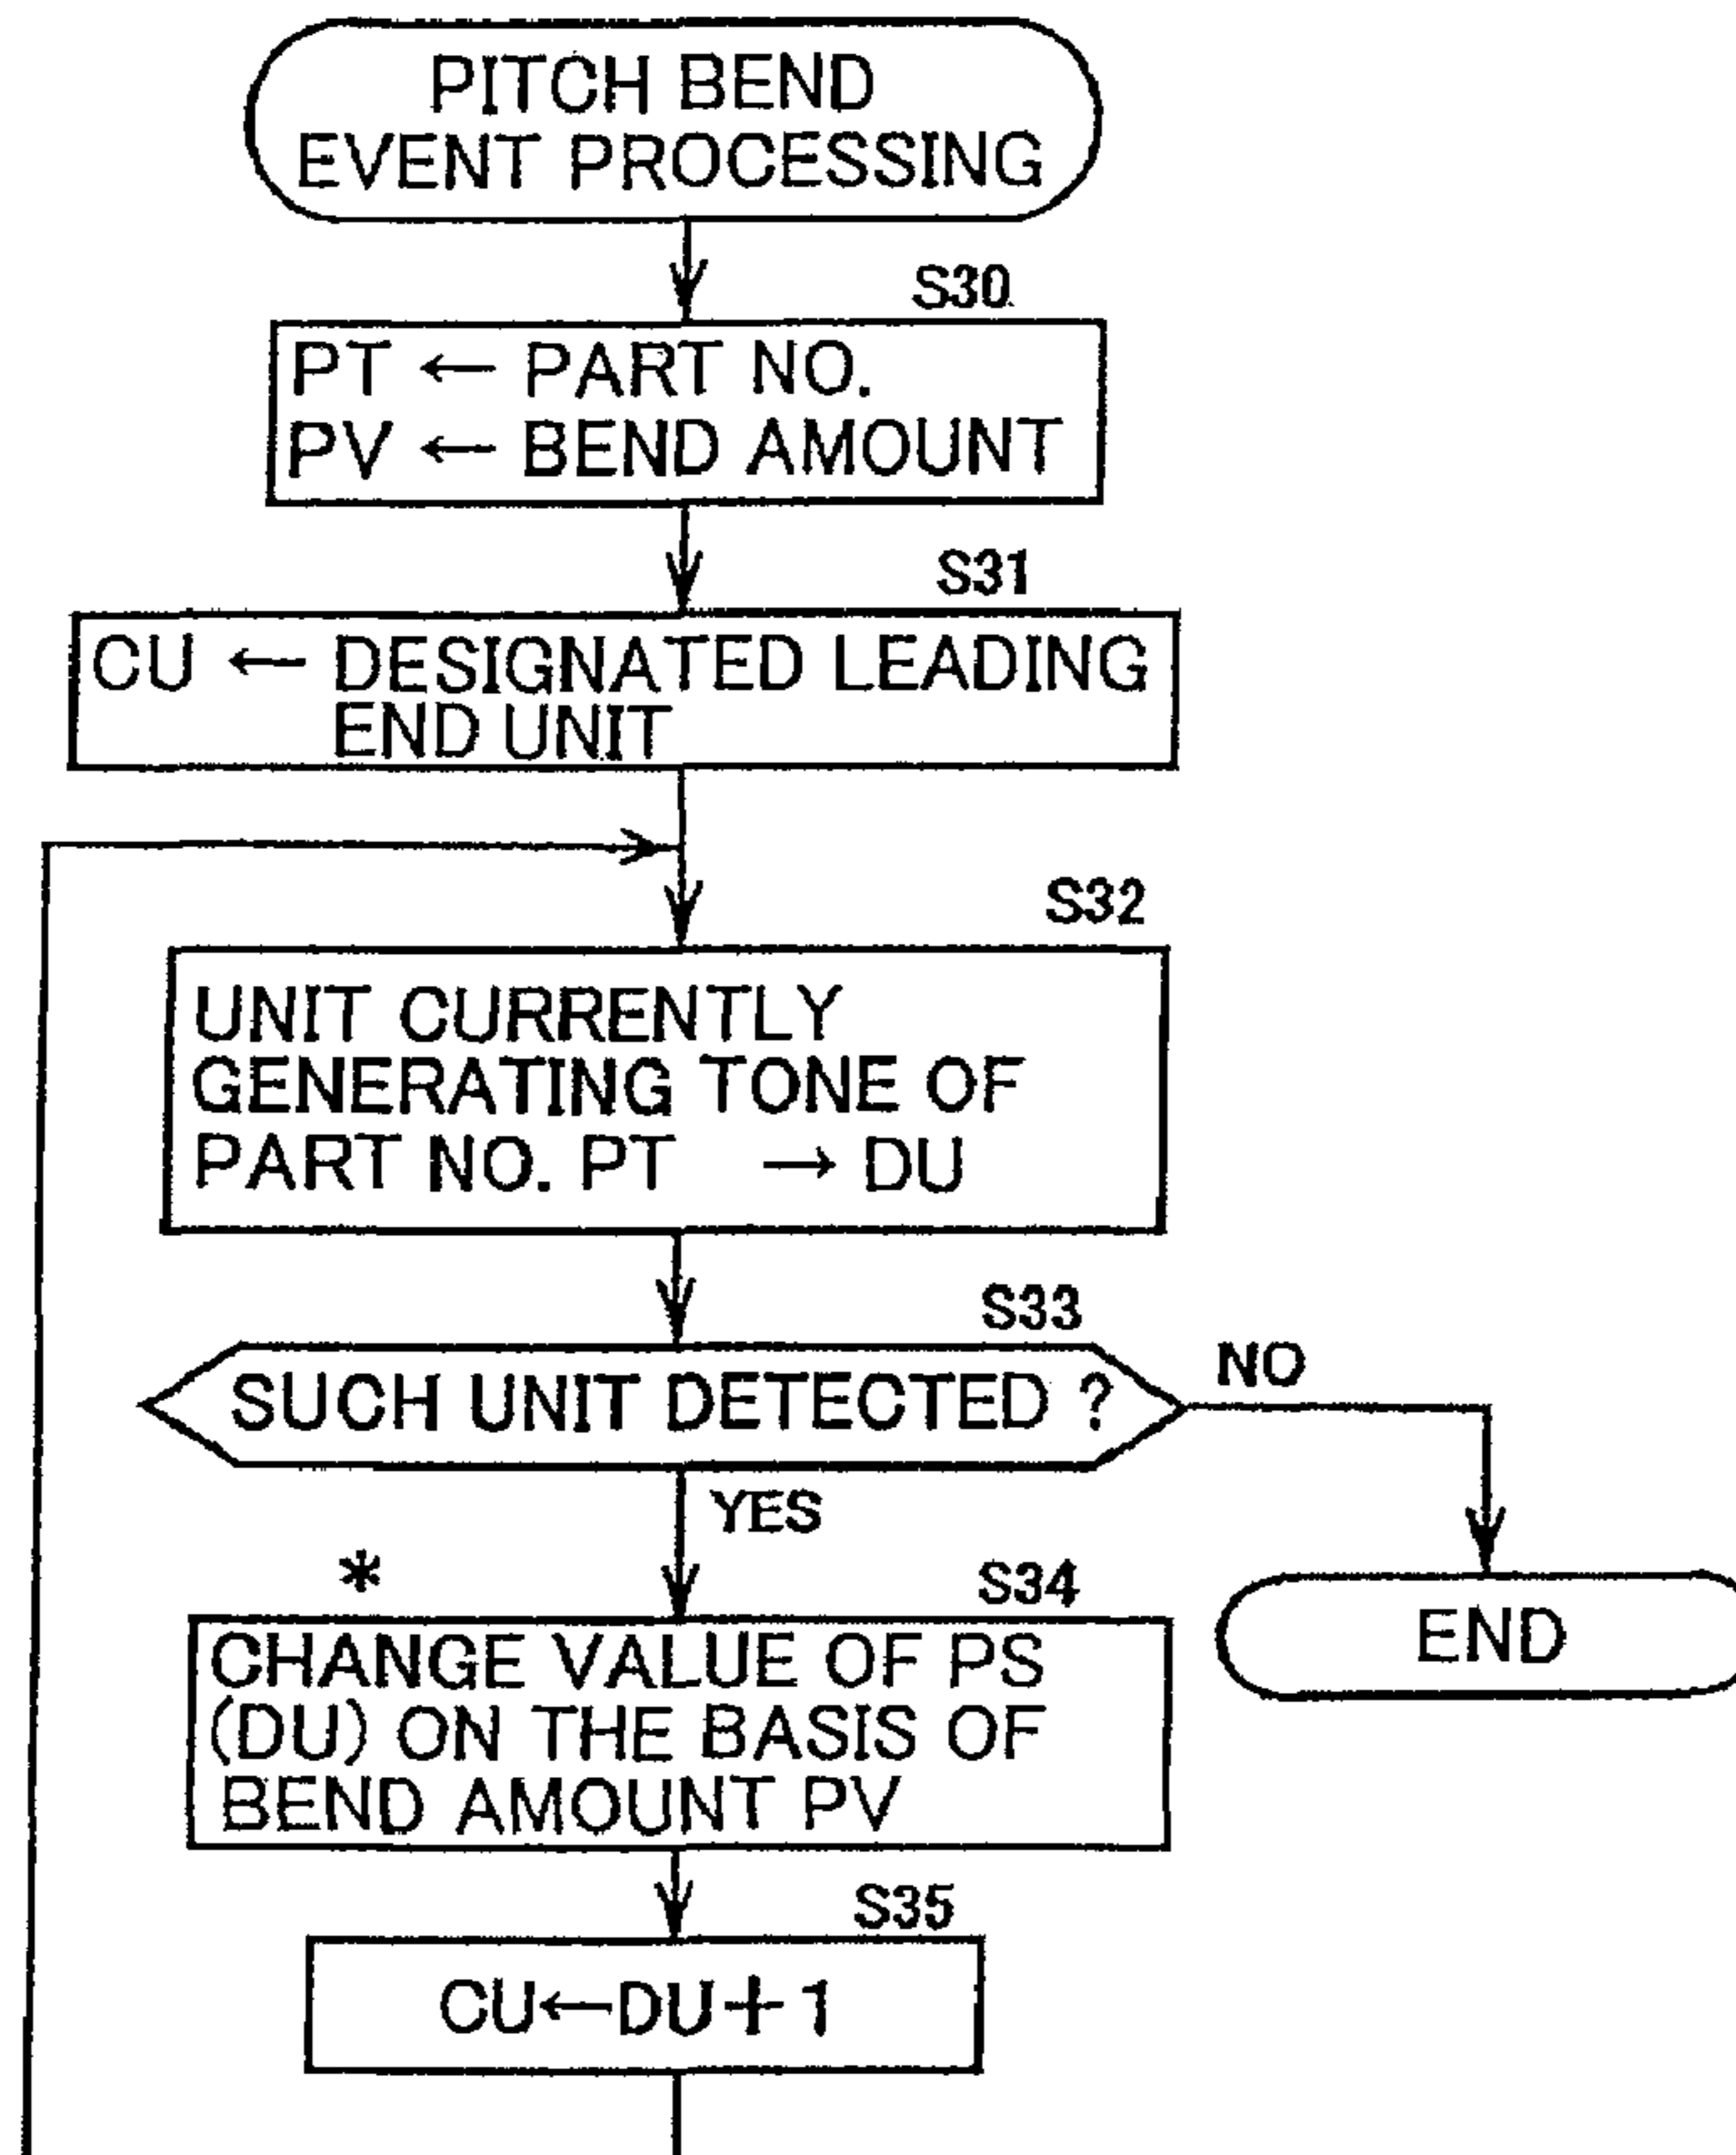 PITCH BEND
EVENT PROCESSING
S30
PT ← PART NO.
PV ← BEND AMOUNT
S31
CU ← DESIGNATED LEADING
END UNIT
S32
UNIT CURRENTLY
GENERATING TONE OF
PART NO. PT → DU
S33
SUCH UNIT DETECTED ?
NO
YES
* S34
CHANGE VALUE OF PS
(DU) ON THE BASIS OF
BEND AMOUNT PV
END
S35
CU←DU+1